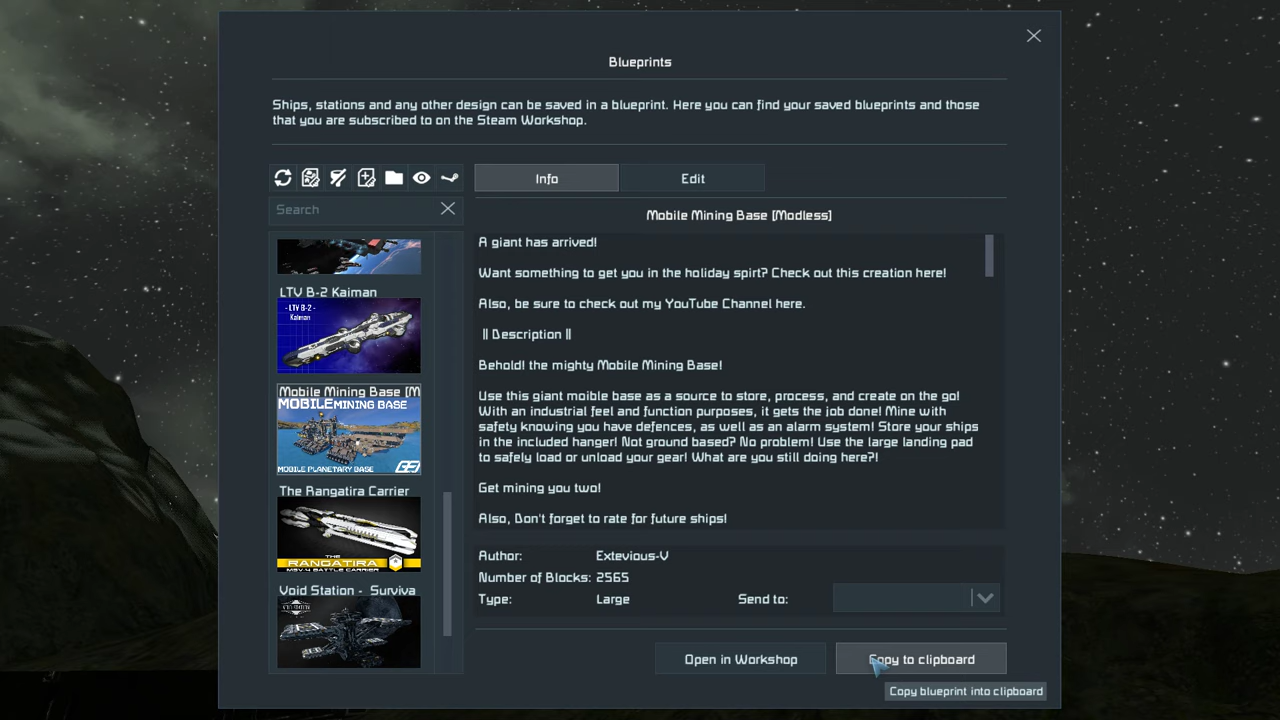 Blueprints
Ships, stations and any other design can be saved in a blueprint. Here you can find your saved blueprints and those
that you are subscribed to on the Steam Workshop.
Info
Edit
Search
LTV B-2 Kaiman
- LTV B-2 -
Kaiman
Mobile Mining Base [M
MOBILE MINING BASE
MOBILE PLANETARY BASE
The Rangatira Carrier
THE
RANGATIRA
MSV-4 BATTLE CARRIER
Void Station - Surviva
Mobile Mining Base [Modless]
A giant has arrived!
Want something to get you in the holiday spirt? Check out this creation here!
Also, be sure to check out my YouTube Channel here.
|| Description ||
Behold! the mighty Mobile Mining Base!
Use this giant moible base as a source to store, process, and create on the go!
With an industrial feel and function purposes, it gets the job done! Mine with
safety knowing you have defences, as well as an alarm system! Store your ships
in the included hanger! Not ground based? No problem! Use the large landing pad
to safely load or unload your gear! What are you still doing here?!
Get mining you two!
Also, Don't forget to rate for future ships!
Author: Extevious-V
Number of Blocks: 2565
Type: Large Send to:
Open in Workshop
Copy to clipboard
Copy blueprint into clipboard